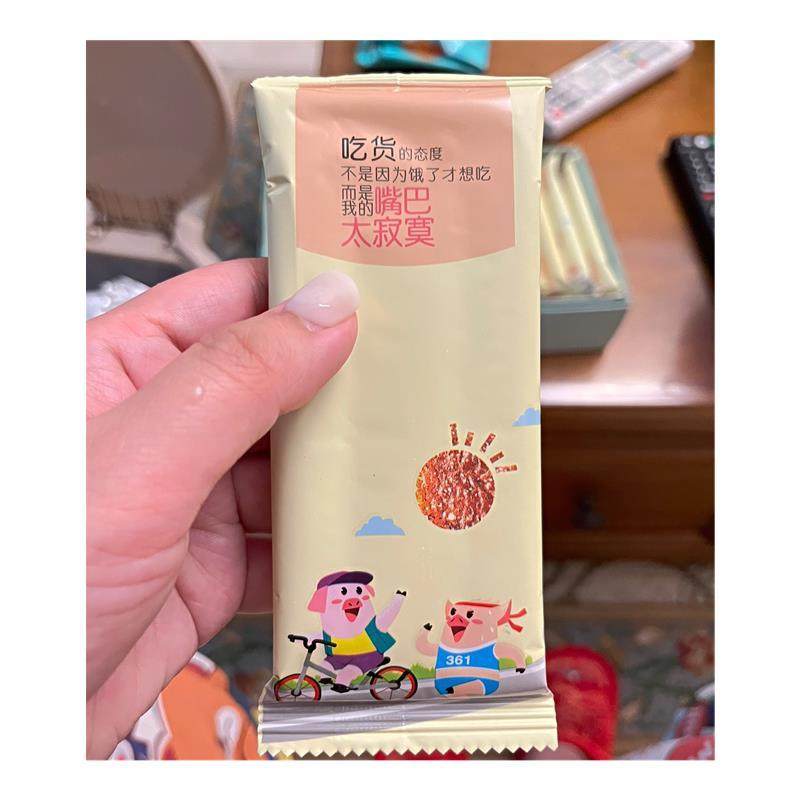 吃货的态度
不是因为饿了才想吃
而是我的嘴巴
太寂寞
361